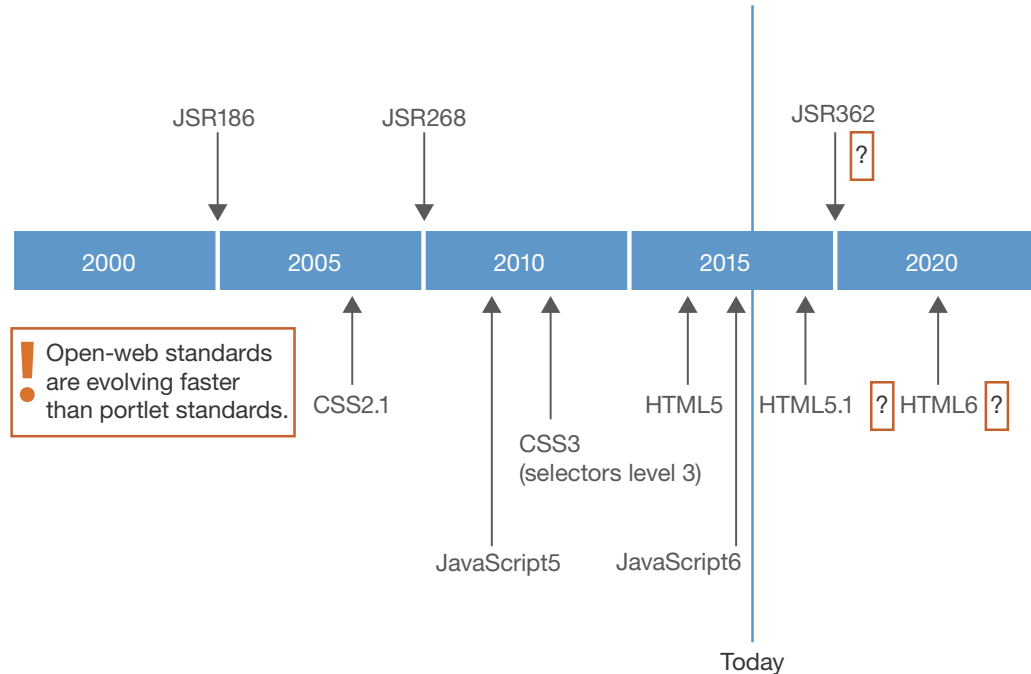 JSR186
JSR268
JSR362
?
2000
2005
2010
2015
2020
! Open-web standards
are evolving faster
than portlet standards.
CSS2.1
HTML5
HTML5.1
?
HTML6
?
CSS3
(selectors level 3)
JavaScript5
JavaScript6
Today